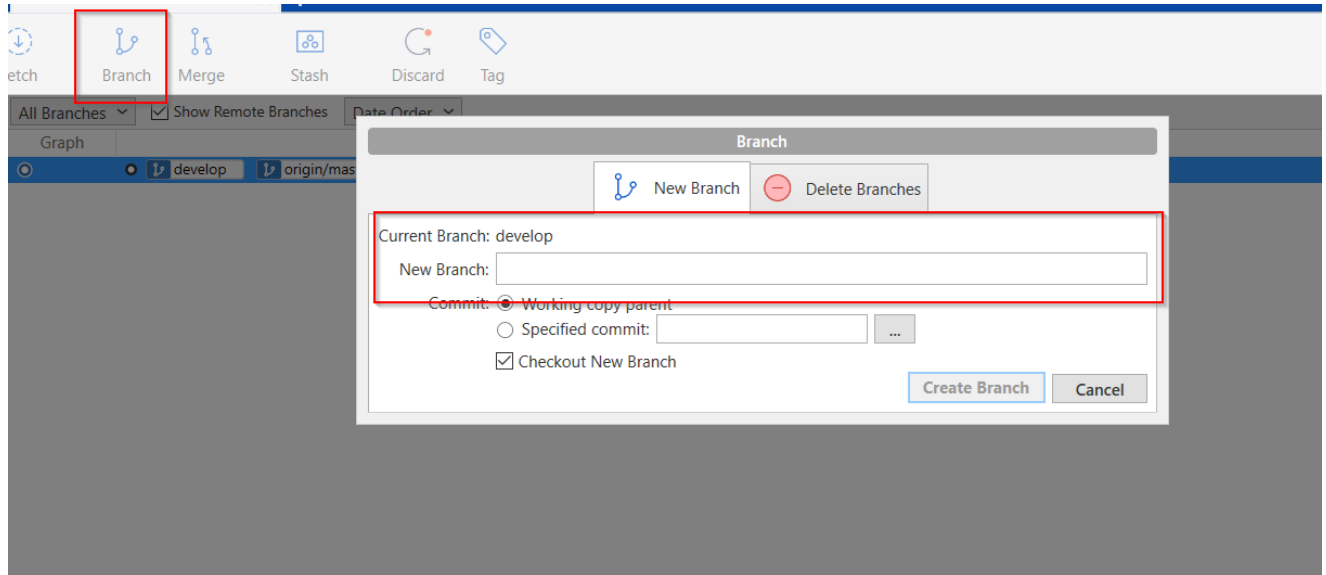 etch Branch Merge Stash Discard Tag
All Branches Show Remote Branches Date Order
Graph
develop origin/mas
Branch
New Branch Delete Branches
Current Branch: develop
New Branch:
Commit: Working copy parent
Specified commit: ...
Checkout New Branch
Create Branch Cancel